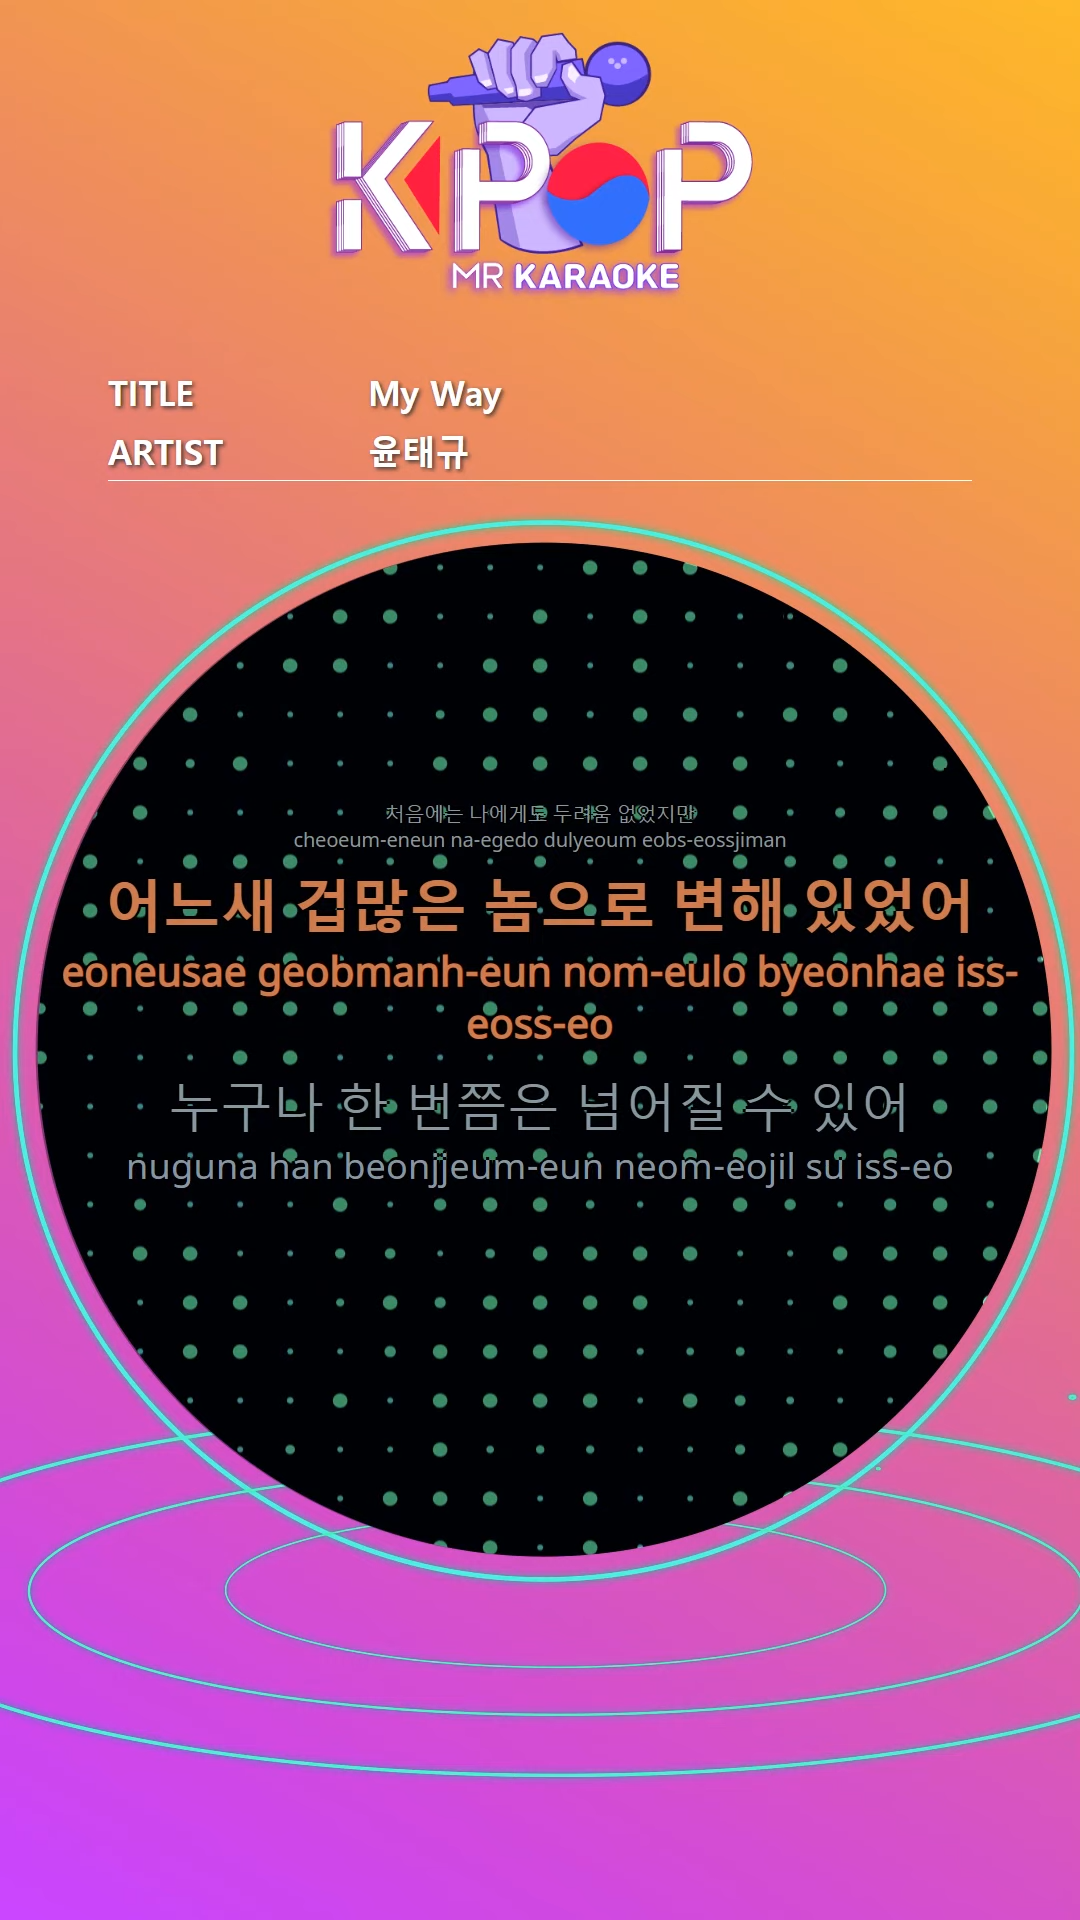 KPOP
MR KARAOKE
TITLE My Way
ARTIST 윤태규
처음에는 나에게도 두려움 없었지만
cheoeum-eneun na-egedo dulyeoum eobs-eossjiman
어느새 겁많은 놈으로 변해 있었어
eoneusae geobmanh-eun nom-eulo byeonhae iss-
eoss-eo
누구나 한 번쯤은 넘어질 수 있어
nuguna han beonjjeum-eun neom-eojil su iss-eo